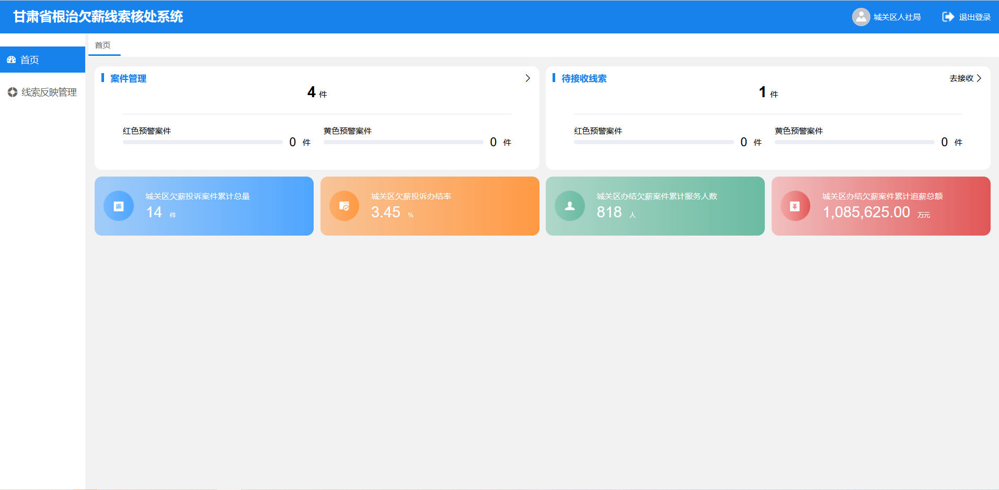 甘肃省根治欠薪线索核处系统
城关区人社局
退出登录
首页
线索反映管理
首页
案件管理
4 件
红色预警案件
0 件
黄色预警案件
0 件
待接收线索
去接收
1 件
红色预警案件
0 件
黄色预警案件
0 件
诉
城关区欠薪投诉案件累计总量
14 件
城关区欠薪投诉办结率
3.45 %
城关区办结欠薪案件累计服务人数
818 人
¥
城关区办结欠薪案件累计追薪总额
1,085,625.00 万元